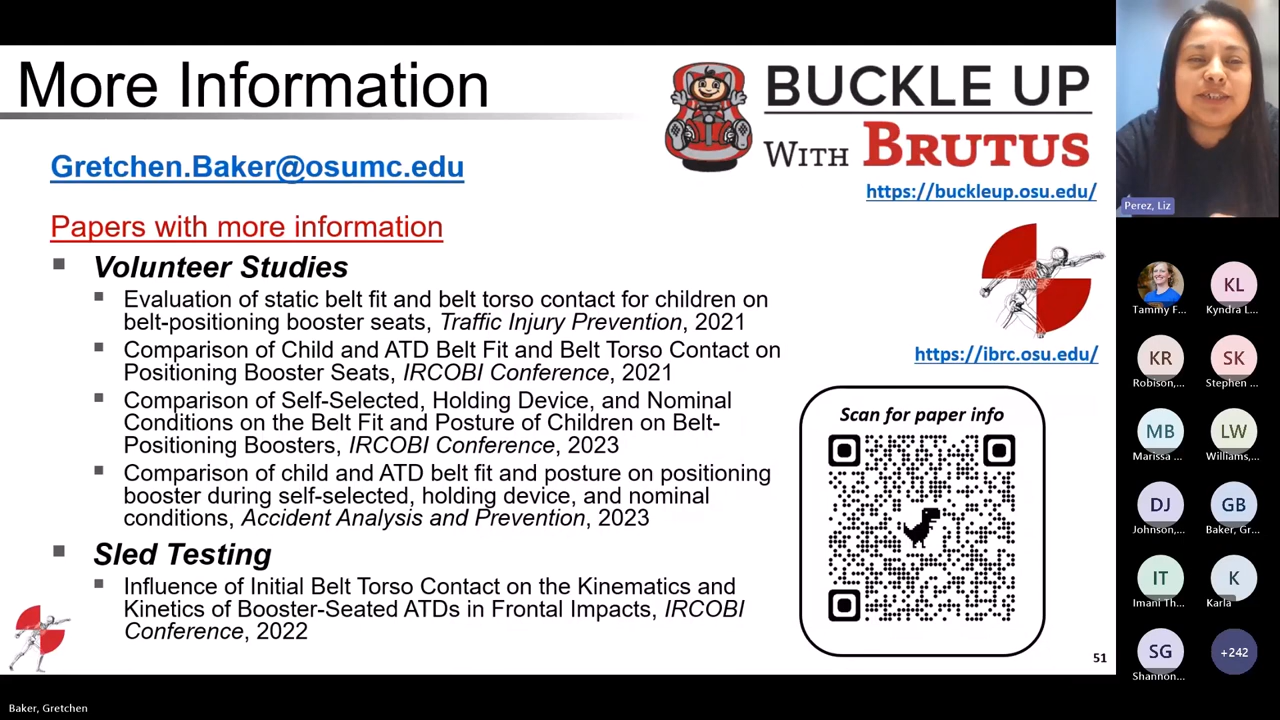 More Information
BUCKLE UP
WITH BRUTUS
https://buckleup.osu.edu/
Gretchen.Baker@osumc.edu
Papers with more information
Volunteer Studies
Evaluation of static belt fit and belt torso contact for children on
belt-positioning booster seats, Traffic Injury Prevention, 2021
Comparison of Child and ATD Belt Fit and Belt Torso Contact on
Positioning Booster Seats, IRCOBI Conference, 2021
Comparison of Self-Selected, Holding Device, and Nominal
Conditions on the Belt Fit and Posture of Children on Belt-
Positioning Boosters, IRCOBI Conference, 2023
Comparison of child and ATD belt fit and posture on positioning
booster during self-selected, holding device, and nominal
conditions, Accident Analysis and Prevention, 2023
Sled Testing
Influence of Initial Belt Torso Contact on the Kinematics and
Kinetics of Booster-Seated ATDs in Frontal Impacts, IRCOBI
Conference, 2022
https://ibrc.osu.edu/
Scan for paper info
51
Perez, Liz
Tammy F...
KL
Kyndra L...
KR
Robison,...
SK
Stephen ...
MB
Marissa ...
LW
Williams,...
DJ
Johnson,...
GB
Baker, Gr...
IT
Imani Th...
K
Karla
SG
Shannon,...
+242
Baker, Gretchen